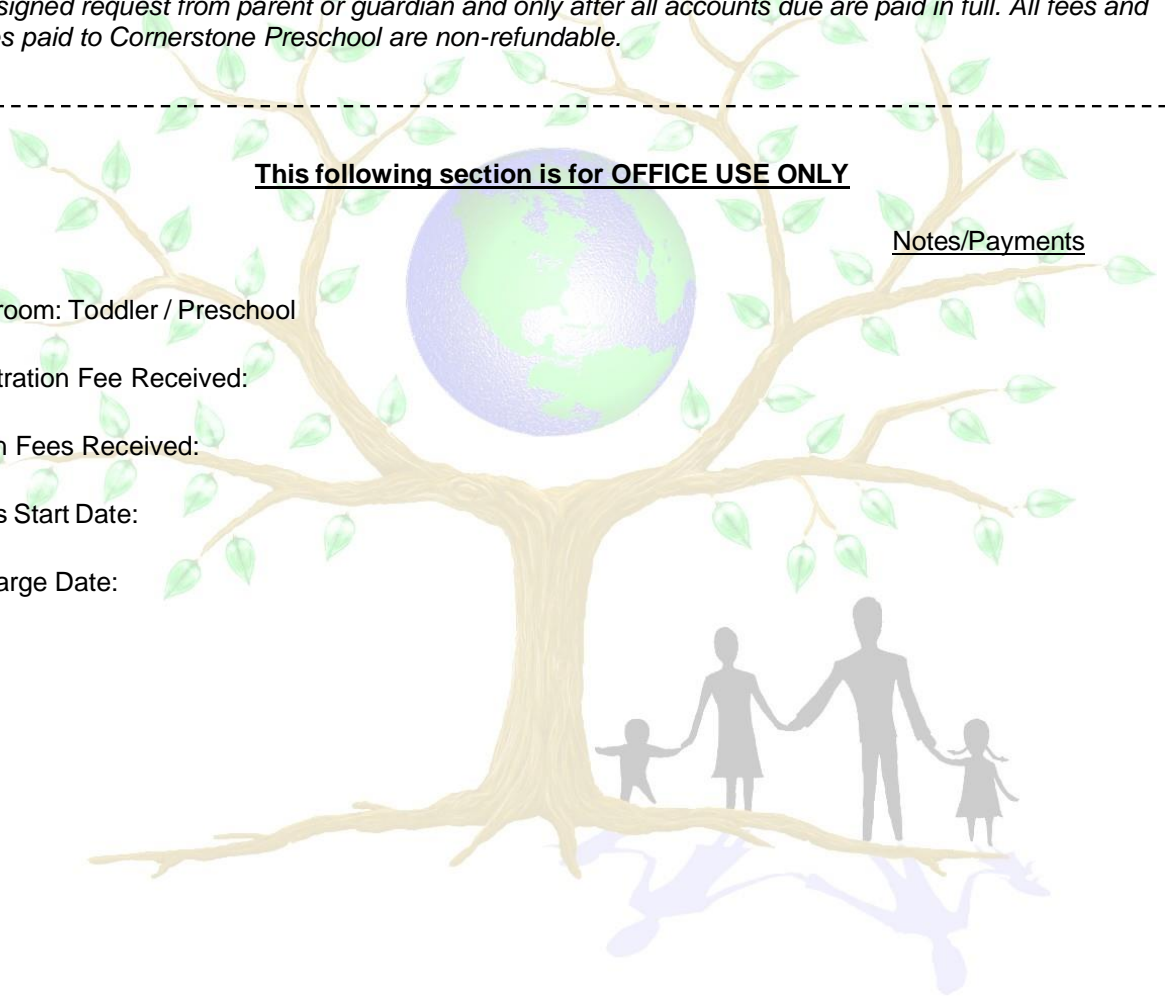 signed request from parent or guardian and only after all accounts due are paid in full. All fees and
es paid to Cornerstone Preschool are non-refundable.
This following section is for OFFICE USE ONLY
Notes/Payments
room: Toddler / Preschool
tration Fee Received:
n Fees Received:
s Start Date:
arge Date: